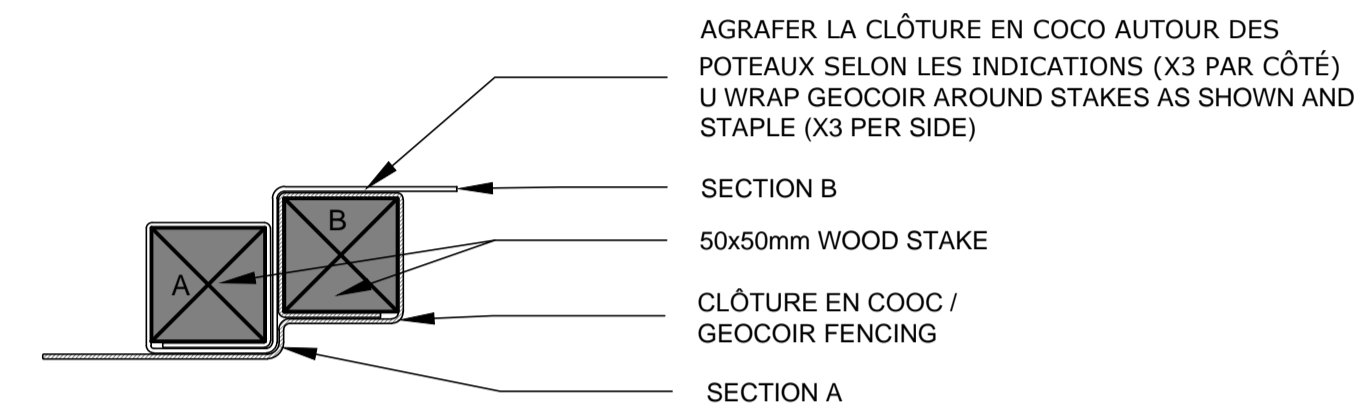 AGRAFER LA CLÔTURE EN COCO AUTOUR DES
POTEAUX SELON LES INDICATIONS (X3 PAR CÔTÉ)
U WRAP GEOCOIR AROUND STAKES AS SHOWN AND
STAPLE (X3 PER SIDE)
SECTION B
B
50x50mm WOOD STAKE
A
CLÔTURE EN COOC /
GEOCOIR FENCING
SECTION A